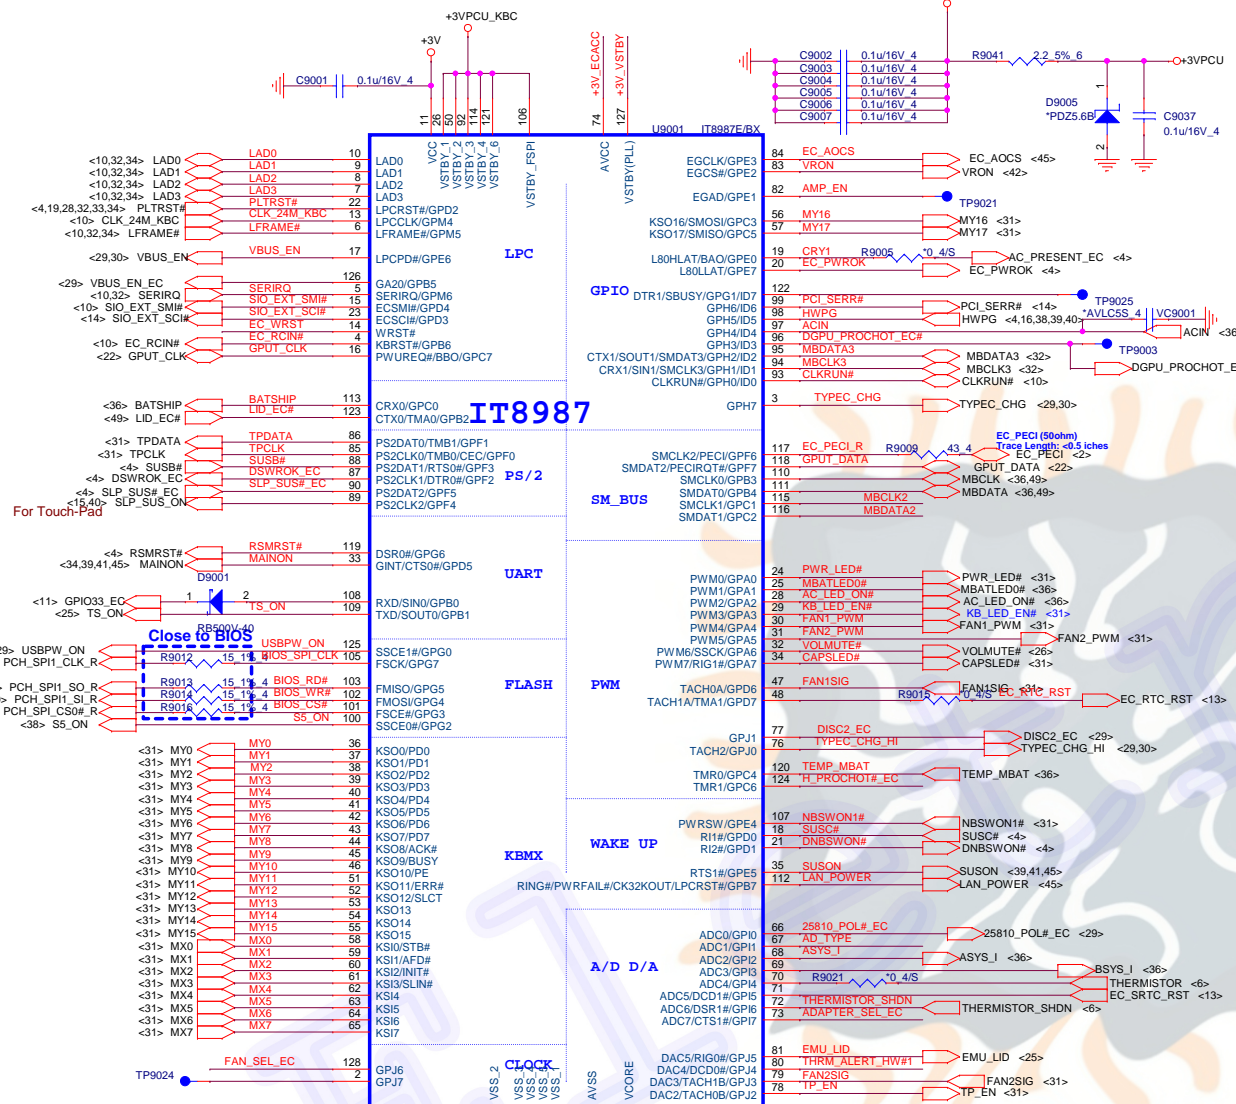 +3VPCU_KBC
+3V
C9001 0.1u/16V_4
+3V_ECACC
+3V_VSTBY
C9002 0.1u/16V_4
C9003 0.1u/16V_4
C9004 0.1u/16V_4
C9005 0.1u/16V_4
C9006 0.1u/16V_4
C9007 0.1u/16V_4
R9041 2.2_5%_6
+3VPCU
D9005
*PDZ5.6B
1
2
C9037
0.1u/16V_4
11 26 50 92 114 121 106 74 127
VCC VSTBY_1 VSTBY_2 VSTBY_3 VSTBY_4 VSTBY_6 VSTBY_FSPI AVCC VSTBY(PLL)
U9001 IT8987E/BX
IT8987
<10,32,34> LAD0 LAD0 10 LAD0
<10,32,34> LAD1 LAD1 9 LAD1
<10,32,34> LAD2 LAD2 8 LAD2
<10,32,34> LAD3 LAD3 7 LAD3
<4,19,28,32,33,34> PLTRST# PLTRST# 22 LPCRST#/GPD2
<10> CLK_24M_KBC CLK_24M_KBC 13 LPCCLK/GPM4
<10,32,34> LFRAME# LFRAME# 6 LFRAME#/GPM5
LPC
<29,30> VBUS_EN VBUS_EN 17 LPCPD#/GPE6
<29> VBUS_EN_EC 126 GA20/GPB5
<10,32> SERIRQ SERIRQ 5 SERIRQ/GPM6
<10> SIO_EXT_SMI# SIO_EXT_SMI# 15 ECSMI#/GPD4
<14> SIO_EXT_SCI# SIO_EXT_SCI# 23 ECSCI#/GPD3
EC_WRST 14 WRST#
<10> EC_RCIN# EC_RCIN# 4 KBRST#/GPB6
<22> GPUT_CLK GPUT_CLK 16 PWUREQ#/BBO/GPC7
<36> BATSHIP BATSHIP 113 CRX0/GPC0
<49> LID_EC# LID_EC# 123 CTX0/TMA0/GPB2
<31> TPDATA TPDATA 86 PS2DAT0/TMB1/GPF1
<31> TPCLK TPCLK 85 PS2CLK0/TMB0/CEC/GPF0
<4> SUSB# SUSB# 88 PS2DAT1/RTS0#/GPF3
<4> DSWROK_EC DSWROK_EC 87 PS2CLK1/DTR0#/GPF2
<4> SLP_SUS#_EC SLP_SUS#_EC 90 PS2DAT2/GPF5
<15,40> SLP_SUS_ON 89 PS2CLK2/GPF4
PS/2
For Touch-Pad
<4> RSMRST# RSMRST# 119 DSR0#/GPG6
<34,39,41,45> MAINON MAINON 33 GINT/CTS0#/GPD5
UART
D9001
<11> GPIO33_EC 1 2 108 RXD/SIN0/GPB0
<25> TS_ON TS_ON 109 TXD/SOUT0/GPB1
RB500V-40
Close to BIOS
USBPW_ON USBPW_ON 125 SSCE1#/GPG0
PCH_SPI1_CLK_R R9012 15_1%_4 BIOS_SPI_CLK 105 FSCK/GPG7
PCH_SPI1_SO_R R9013 15_1%_4 BIOS_RD# 103 FMISO/GPG5
PCH_SPI1_SI_R R9014 15_1%_4 BIOS_WR# 102 FMOSI/GPG4
PCH_SPI_CS0#_R R9016 15_1%_4 BIOS_CS# 101 FSCE#/GPG3
<38> S5_ON S5_ON 100 SSCE0#/GPG2
FLASH
<31> MY0 MY0 36 KSO0/PD0
<31> MY1 MY1 37 KSO1/PD1
<31> MY2 MY2 38 KSO2/PD2
<31> MY3 MY3 39 KSO3/PD3
<31> MY4 MY4 40 KSO4/PD4
<31> MY5 MY5 41 KSO5/PD5
<31> MY6 MY6 42 KSO6/PD6
<31> MY7 MY7 43 KSO7/PD7
<31> MY8 MY8 44 KSO8/ACK#
<31> MY9 MY9 45 KSO9/BUSY
<31> MY10 MY10 46 KSO10/PE
<31> MY11 MY11 51 KSO11/ERR#
<31> MY12 MY12 52 KSO12/SLCT
<31> MY13 MY13 53 KSO13
<31> MY14 MY14 54 KSO14
<31> MY15 MY15 55 KSO15
<31> MX0 MX0 58 KSI0/STB#
<31> MX1 MX1 59 KSI1/AFD#
<31> MX2 MX2 60 KSI2/INIT#
<31> MX3 MX3 61 KSI3/SLIN#
<31> MX4 MX4 62 KSI4
<31> MX5 MX5 63 KSI5
<31> MX6 MX6 64 KSI6
<31> MX7 MX7 65 KSI7
KBMX
FAN_SEL_EC 128 GPJ6
TP9024 2 GPJ7
CLOCK
VSS_2 VSS_1 AVSS VCORE
EGCLK/GPE3 84 EC_AOCS EC_AOCS <45>
EGCS#/GPE2 83 VRON VRON <42>
EGAD/GPE1 82 AMP_EN TP9021
KSO16/SMOSI/GPC3 56 MY16 MY16 <31>
KSO17/SMISO/GPC5 57 MY17 MY17 <31>
L80HLAT/BAO/GPE0 19 CRY1 R9005 *0_4/S AC_PRESENT_EC <4>
L80LLAT/GPE7 20 EC_PWROK EC_PWROK <4>
GPIO
DTR1/SBUSY/GPG1/ID7 122 TP9025
GPH6/ID6 99 PCI_SERR# PCI_SERR# <14>
GPH5/ID5 98 HWPG HWPG <4,16,38,39,40>
*AVLC5S_4 VC9001
GPH4/ID4 97 ACIN ACIN <36
GPH3/ID3 96 DGPU_PROCHOT_EC# TP9003
CTX1/SOUT1/SMDAT3/GPH2/ID2 95 MBDATA3 MBDATA3 <32>
CRX1/SIN1/SMCLK3/GPH1/ID1 94 MBCLK3 MBCLK3 <32>
DGPU_PROCHOT_E
CLKRUN#/GPH0/ID0 93 CLKRUN# CLKRUN# <10>
GPH7 3 TYPEC_CHG TYPEC_CHG <29,30>
EC_PECI (50ohm)
Trace Length: <0.5 iches
SMCLK2/PECI/GPF6 117 EC_PECI_R R9009 43_4 EC_PECI <2>
SMDAT2/PECIRQT#/GPF7 118 GPUT_DATA GPUT_DATA <22>
SMCLK0/GPB3 110 MBCLK <36,49>
SMDAT0/GPB4 111 MBDATA <36,49>
SMCLK1/GPC1 115 MBCLK2
SMDAT1/GPC2 116 MBDATA2
SM_BUS
PWM0/GPA0 24 PWR_LED# PWR_LED# <31>
PWM1/GPA1 25 MBATLED0# MBATLED0# <36>
PWM2/GPA2 28 AC_LED_ON# AC_LED_ON# <36>
PWM3/GPA3 29 KB_LED_EN# KB_LED_EN# <31>
PWM4/GPA4 30 FAN1_PWM FAN1_PWM <31>
PWM5/GPA5 31 FAN2_PWM FAN2_PWM <31>
PWM6/SSCK/GPA6 32 VOLMUTE# VOLMUTE# <26>
PWM7/RIG1#/GPA7 34 CAPSLED# CAPSLED# <31>
PWM
TACH0A/GPD6 47 FAN1SIG FAN1SIG <31>
TACH1A/TMA1/GPD7 48 R9015 *0_4/S EC_RTC_RST EC_RTC_RST <13>
GPJ1 77 DISC2_EC DISC2_EC <29>
TACH2/GPJ0 76 TYPEC_CHG_HI TYPEC_CHG_HI <29,30>
TMR0/GPC4 120 TEMP_MBAT TEMP_MBAT <36>
TMR1/GPC6 124 H_PROCHOT#_EC
PWRSW/GPE4 107 NBSWON1# NBSWON1# <31>
RI1#/GPD0 18 SUSC# SUSC# <4>
RI2#/GPD1 21 DNBSWON# DNBSWON# <4>
WAKE UP
RTS1#/GPE5 35 SUSON SUSON <39,41,45>
RING#/PWRFAIL#/CK32KOUT/LPCRST#/GPB7 112 LAN_POWER LAN_POWER <45>
ADC0/GPI0 66 25810_POL#_EC 25810_POL#_EC <29>
ADC1/GPI1 67 AD_TYPE
ADC2/GPI2 68 ASYS_I ASYS_I <36>
ADC3/GPI3 69 BSYS_I <36>
ADC4/GPI4 70 R9021 *0_4/S THERMISTOR <6>
ADC5/DCD1#/GPI5 71 EC_SRTC_RST <13>
ADC6/DSR1#/GPI6 72 THERMISTOR_SHDN THERMISTOR_SHDN <6>
ADC7/CTS1#/GPI7 73 ADAPTER_SEL_EC
A/D D/A
DAC5/RIG0#/GPJ5 81 EMU_LID EMU_LID <25>
DAC4/DCD0#/GPJ4 80 THRM_ALERT_HW#1
DAC3/TACH1B/GPJ3 79 FAN2SIG FAN2SIG <31>
DAC2/TACH0B/GPJ2 78 TP_EN TP_EN <31>